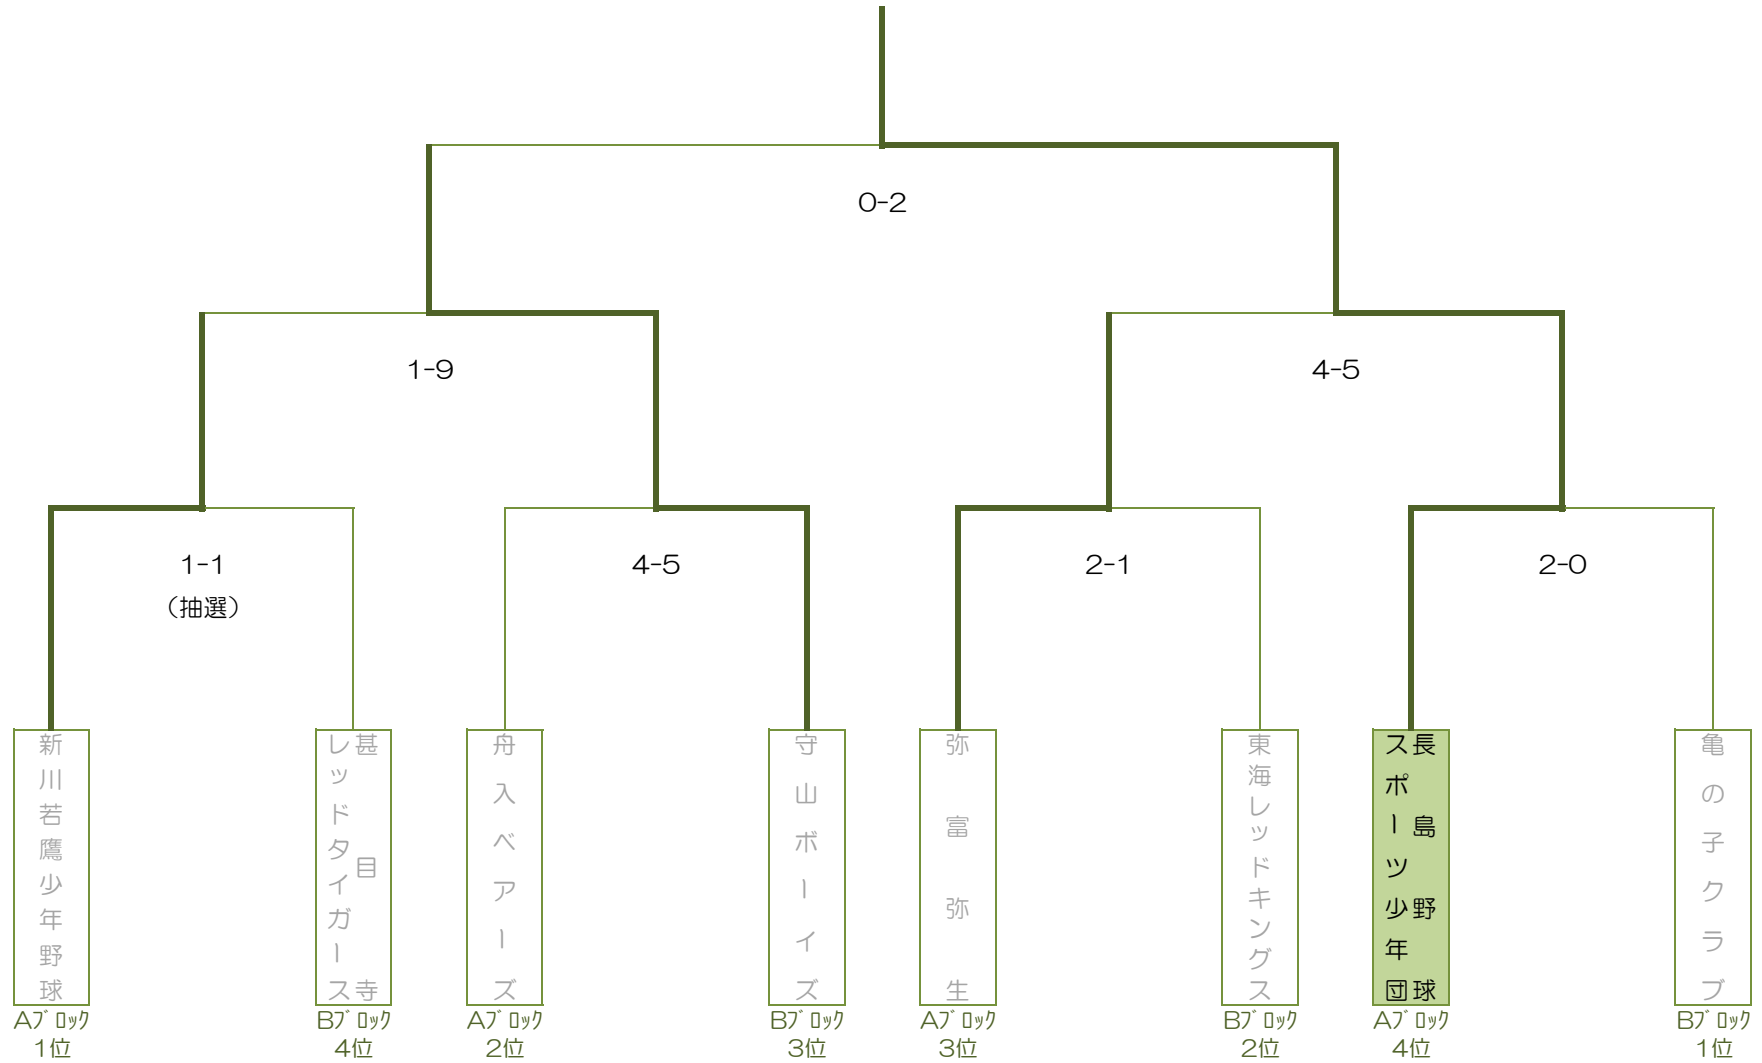 0-2
1-9
4-5
1-1
(抽選)
4-5
2-1
2-0
新川若鷹少年野球
甚目寺
レッドタイガース
舟入ベアーズ
守山ボーイズ
弥富弥生
東海レッドキングス
長島野球
スポーツ少年団
亀の子クラブ
Aブロック
1位
Bブロック
4位
Aブロック
2位
Bブロック
3位
Aブロック
3位
Bブロック
2位
Aブロック
4位
Bブロック
1位